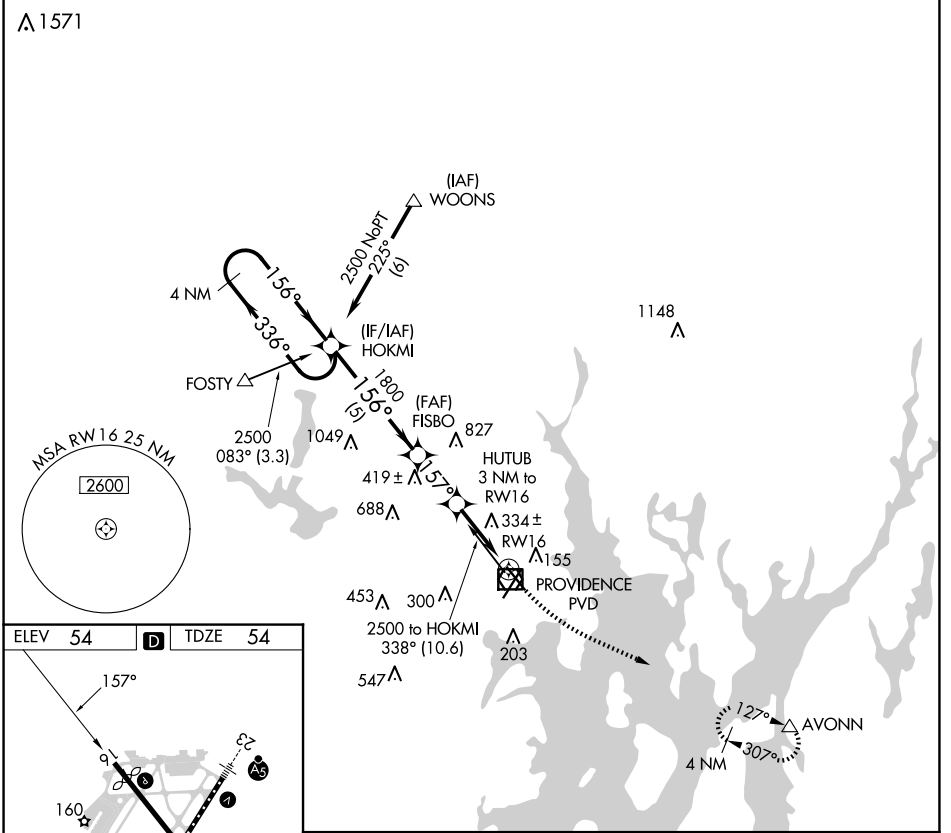 1571
(IAF)
WOONS
2500 NoPT
225°
(6)
4 NM
156°
336°
(IF/IAF)
HOKMI
1148
FOSTY
1800
156°
(5)
(FAF)
FISBO
2500
083° (3.3)
1049
827
MSA RW16 25 NM
2600
419±
157°
HUTUB
3 NM to
RW16
688
334±
RW16
155
PROVIDENCE
PVD
453
300
2500 to HOKMI
338° (10.6)
203
547
127°
AVONN
307°
4 NM
ELEV 54
D
TDZE 54
157°
16
23
A5
160